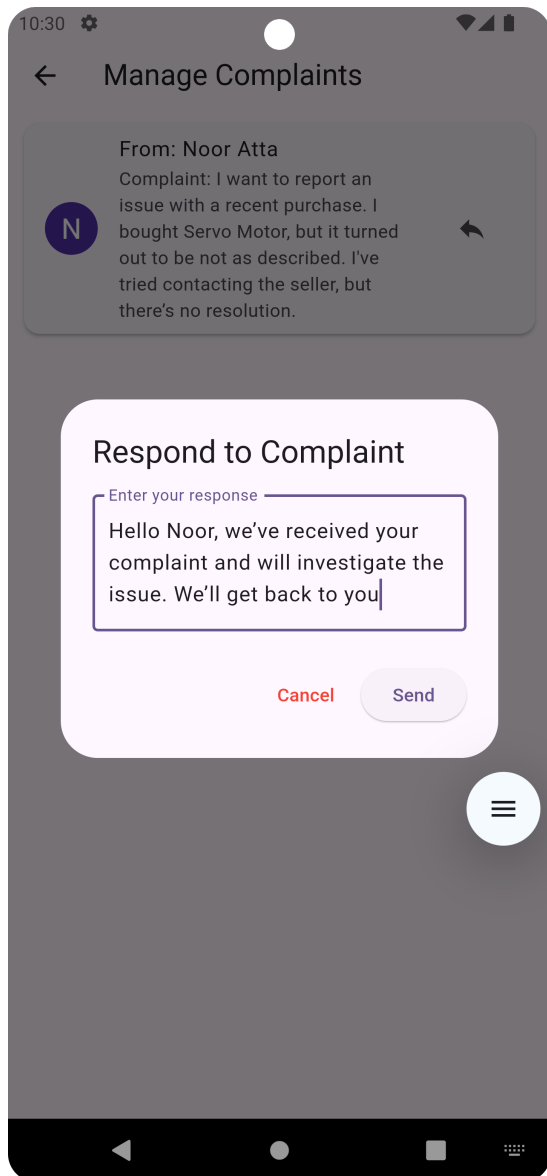 10:30
Manage Complaints
From: Noor Atta
N
Complaint: I want to report an
issue with a recent purchase. I
bought Servo Motor, but it turned
out to be not as described. I've
tried contacting the seller, but
there’s no resolution.
Respond to Complaint
Enter your response
Hello Noor, we’ve received your
complaint and will investigate the
issue. We’ll get back to you
Cancel Send